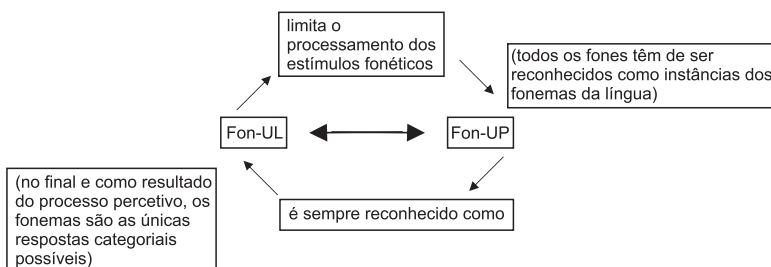 limita o
processamento dos
estímulos fonéticos
(todos os fones têm de ser
reconhecidos como instâncias dos
fonemas da língua)
Fon-UL
Fon-UP
(no final e como resultado
do processo percetivo, os
fonemas são as únicas
respostas categoriais
possíveis)
é sempre reconhecido como